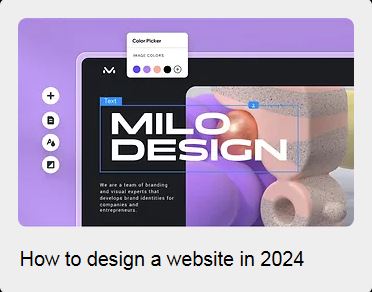 Color Picker
IMAGE COLORS
Text
MILO
DESIGN
We are a team of branding
and visual experts that
develops brand identities for
companies and
entrepreneurs.
How to design a website in 2024